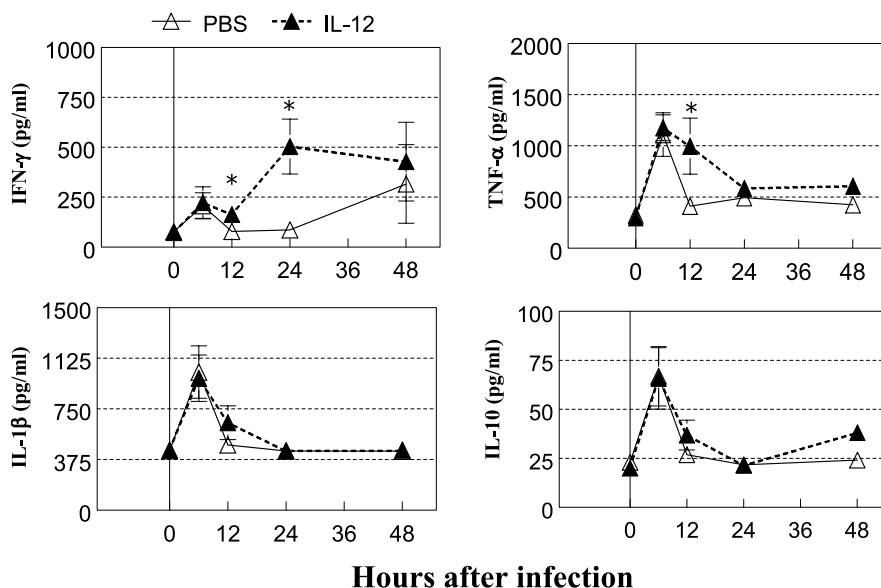 PBS IL-12
1000
750
500
250
0
IFN-γ (pg/ml)
*
*
0 12 24 36 48
2000
1500
1000
500
0
TNF-α (pg/ml)
*
0 12 24 36 48
1500
1125
750
375
0
IL-1β (pg/ml)
0 12 24 36 48
100
75
50
25
0
IL-10 (pg/ml)
0 12 24 36 48
Hours after infection